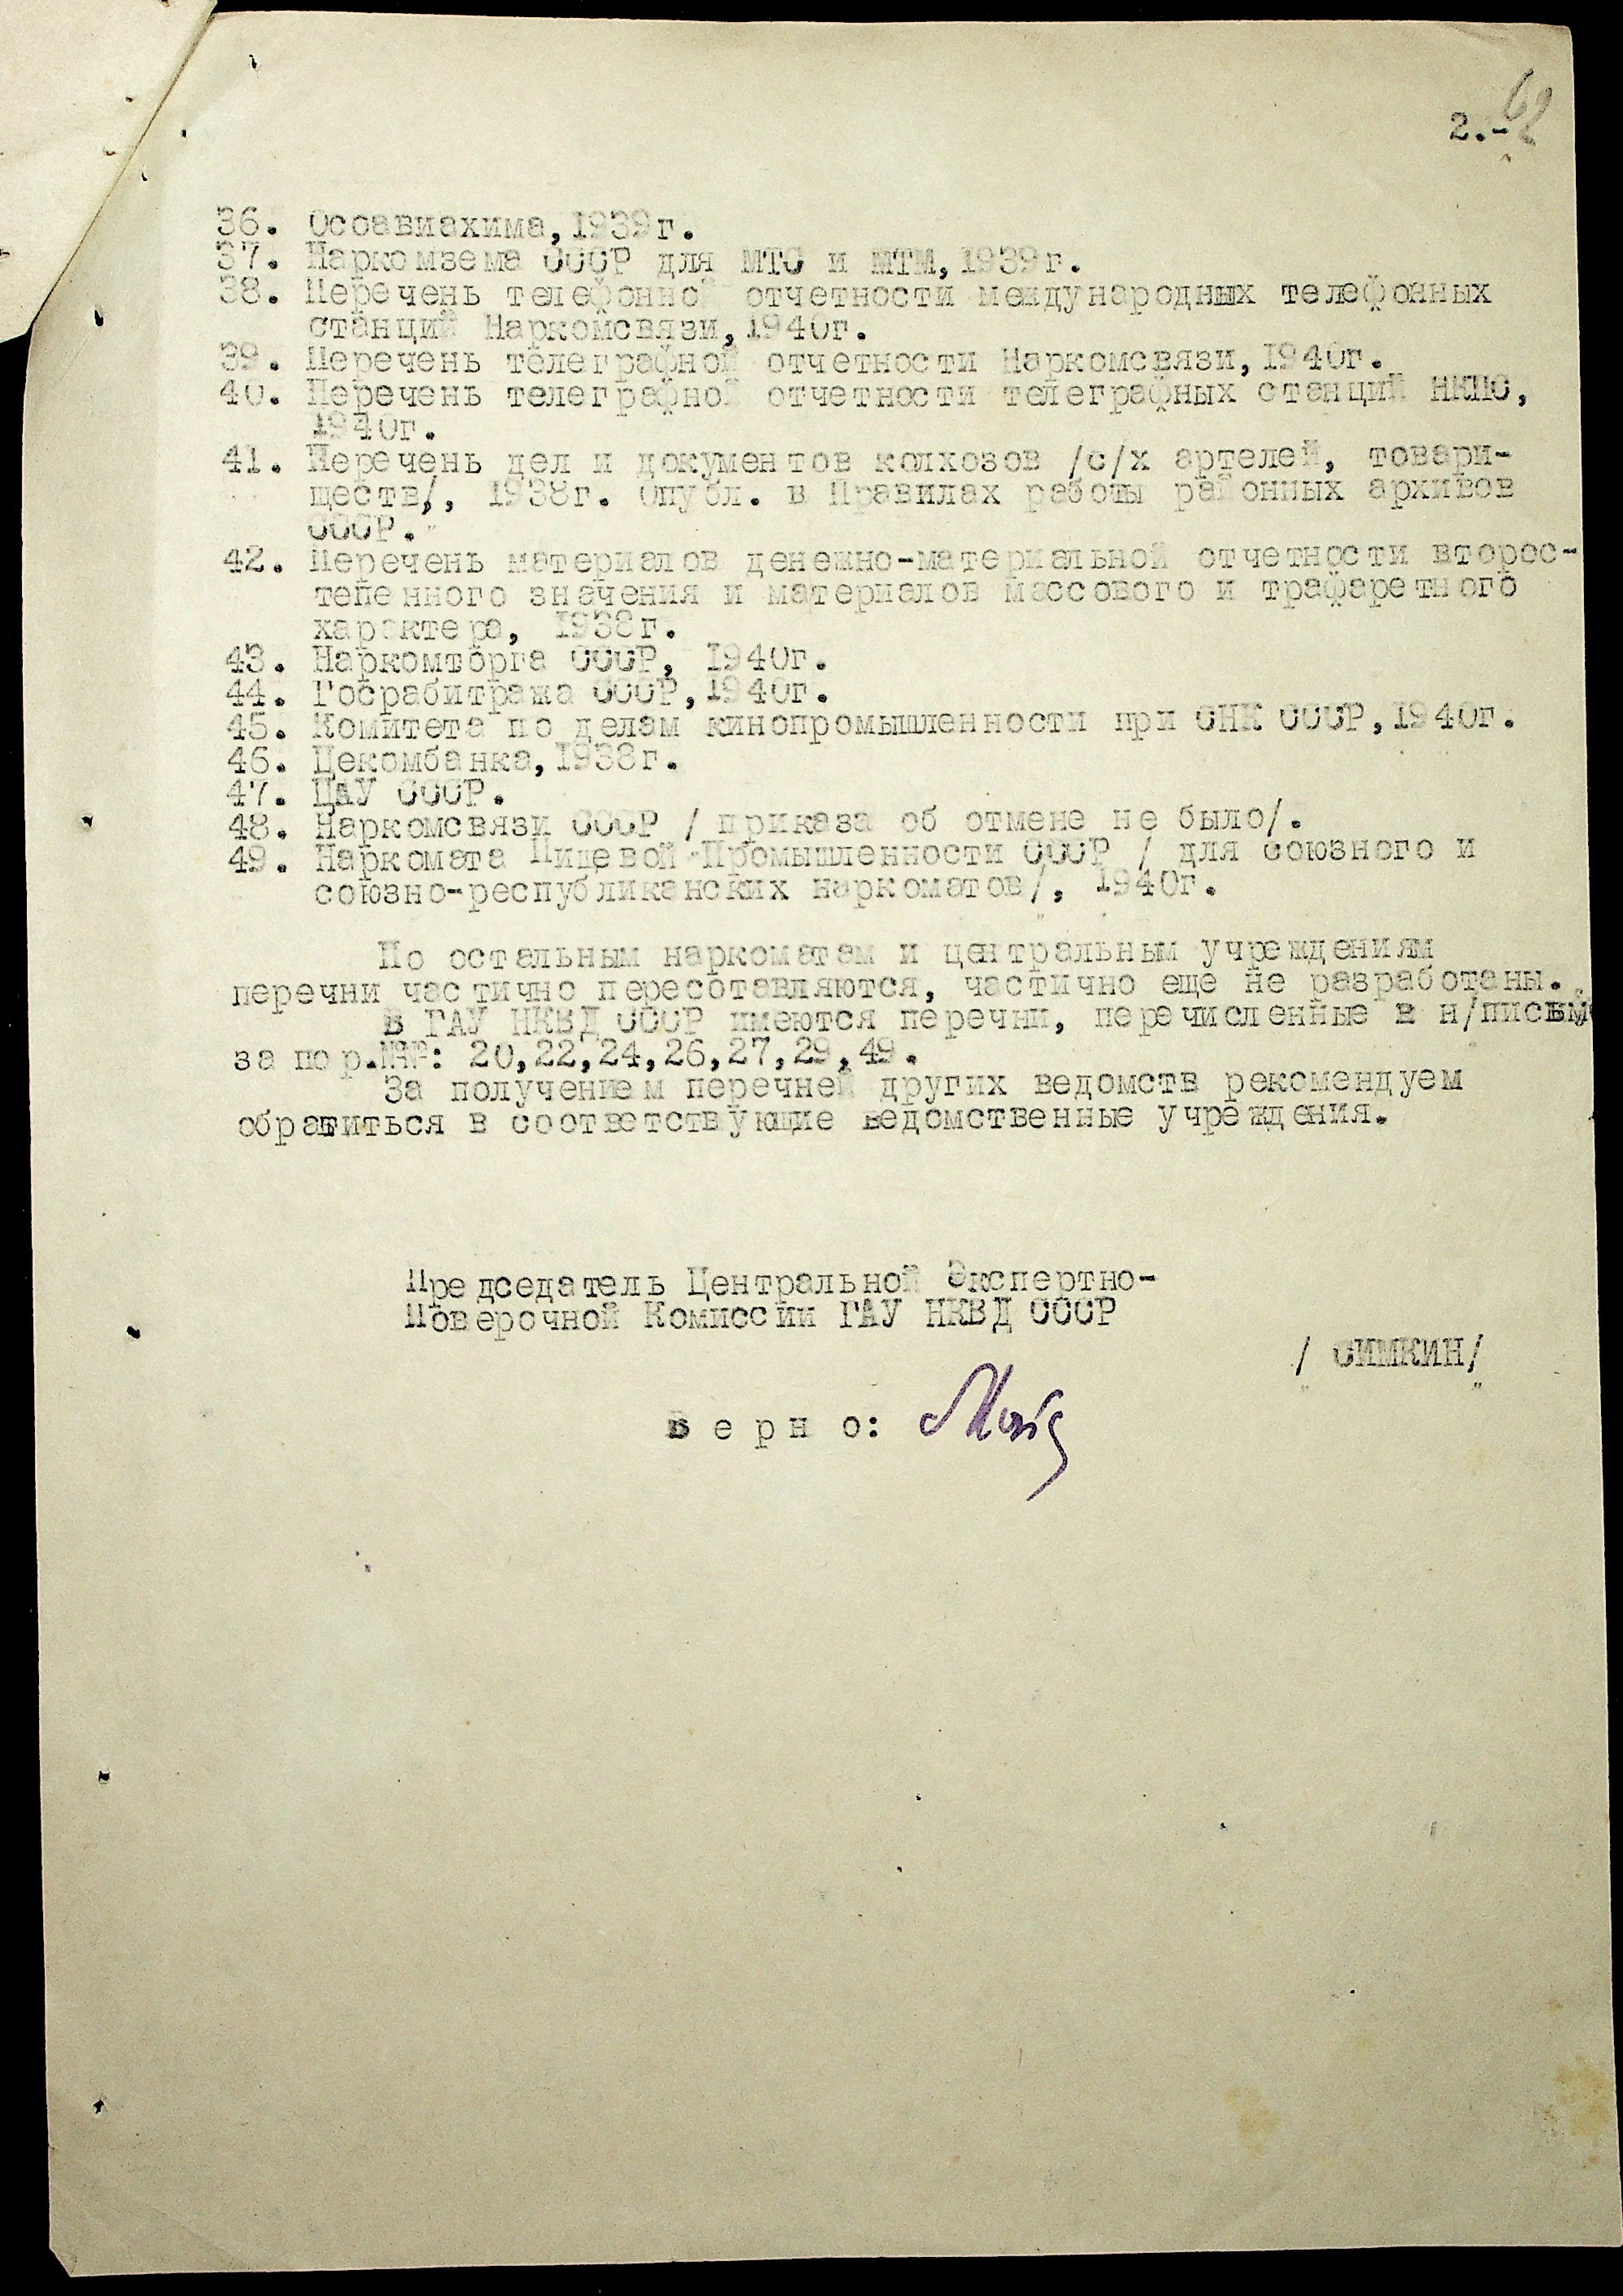 2.-
62
36. Осоавиахима, 1939г.
37. Наркомзема СССР для МТС и МТМ, 1939г.
38. Перечень телефонной отчетности международных телефонных
станций Наркомсвязи, 1940г.
39. Перечень телеграфной отчетности Наркомсвязи, 1940г.
40. Перечень телеграфной отчетности телеграфных станций НКПС,
1940г.
41. Перечень дел и документов колхозов /с/х артелей, товари-
ществ/, 1938г. Опубл. в Правилах работы районных архивов
СССР.
42. Перечень материалов денежно-материальной отчетности второс-
тепенного значения и материалов массового и трафаретного
характера, 1938г.
43. Наркомторга СССР, 1940г.
44. Госрабитража СССР, 1940г.
45. Комитета по делам кинопромышленности при СНК СССР, 1940г.
46. Цекомбанка, 1938г.
47. ЦАУ СССР.
48. Наркомсвязи СССР / приказа об отмене не было/.
49. Наркомата Пищевой Промышленности СССР / для союзного и
союзно-республиканских наркоматов/, 1940г.
По остальным наркоматам и центральным учреждениям
перечни частично пересотавляются, частично еще не разработаны.
В ГАУ НКВД СССР имеются перечни, перечисленные в н/письме
за пор.№№: 20,22,24,26,27,29,49.
За получением перечней других ведомств рекомендуем
обратиться в соответствующие ведомственные учреждения.
Председатель Центральной Экспертно-
Поверочной Комиссии ГАУ НКВД СССР
/ СИМКИН/
Верно: